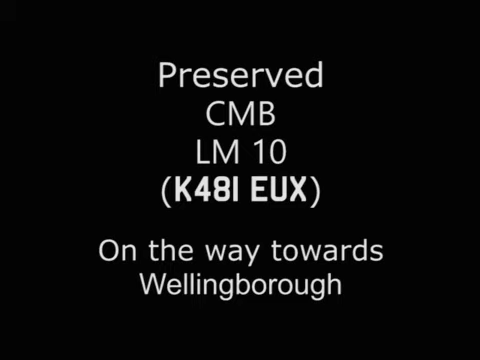 Preserved
CMB
LM 10
(K481 EUX)
On the way towards
Wellingborough